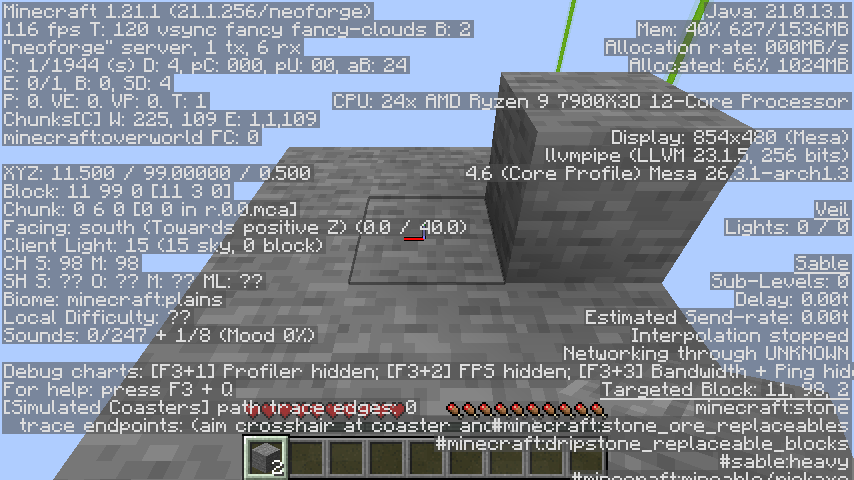 Minecraft 1.21.1 (21.1.256/neoforge)
116 fps T: 120 vsync fancy fancy-clouds B: 2
"neoforge" server, 1 tx, 6 rx
C: 1/1944 (s) D: 4, pC: 000, pU: 00, aB: 24
E: 0/1, B: 0, SD: 4
P: 0. VE: 0. VP: 0. T: 1
Chunks[C] W: 225, 109 E: 1,1,109
minecraft:overworld FC: 0
XYZ: 11.500 / 99.00000 / 0.500
Block: 11 99 0 [11 3 0]
Chunk: 0 6 0 [0 0 in r.0.0.mca]
Facing: south (Towards positive Z) (0.0 / 40.0)
Client Light: 15 (15 sky, 0 block)
CH S: 98 M: 98
SH S: ?? O: ?? M: ?? ML: ??
Biome: minecraft:plains
Local Difficulty: ??
Sounds: 0/247 + 1/8 (Mood 0%)
Debug charts: [F3+1] Profiler hidden; [F3+2] FPS hidden; [F3+3] Bandwidth + Ping
For help: press F3 + Q
[Simulated Coasters] path trace edges: 0
trace endpoints: (aim crosshair at coaster
Java: 21.0.13.1
Mem: 40% 627/1536MB
Allocation rate: 000MB/s
Allocated: 66% 1024MB
CPU: 24x AMD Ryzen 9 7900X3D 12-Core Processor
Display: 854x480 (Mesa)
llvmpipe (LLVM 23.1.5, 256 bits)
4.6 (Core Profile) Mesa 26.3.1-arch1.3
Veil
Lights: 0 / 0
Sable
Sub-Levels: 0
Delay: 0.00t
Estimated Send-rate: 0.00t
Interpolation stopped
Networking through UNKNOWN
Targeted Block: 11, 98, 2
minecraft:stone
#minecraft:stone_ore_replaceables
#minecraft:dripstone_replaceable_blocks
#sable:heavy
#minecraft:mineable/pickaxe
2